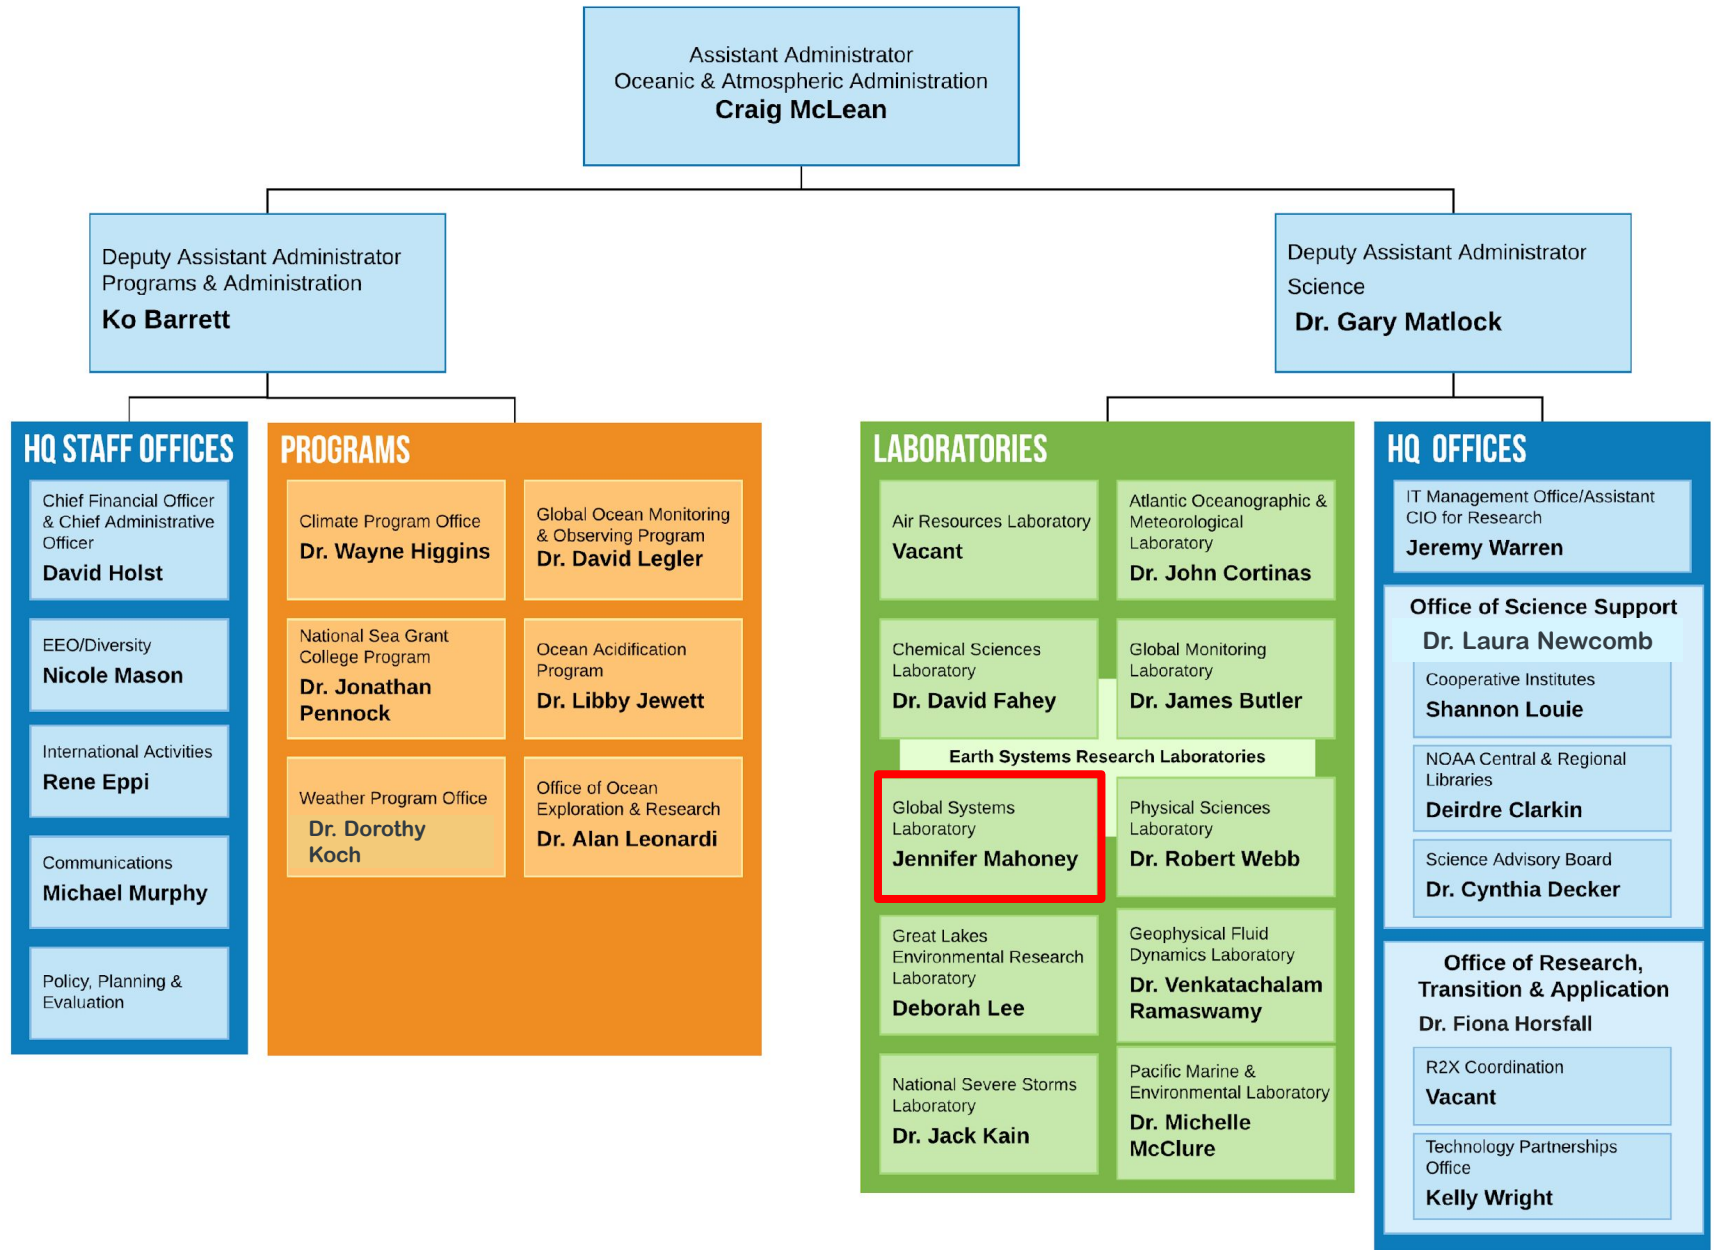 Assistant Administrator
Oceanic & Atmospheric Administration
Craig McLean
Deputy Assistant Administrator
Programs & Administration
Ko Barrett
Deputy Assistant Administrator
Science
Dr. Gary Matlock
HQ STAFF OFFICES
Chief Financial Officer
& Chief Administrative
Officer
David Holst
EEO/Diversity
Nicole Mason
International Activities
Rene Eppi
Communications
Michael Murphy
Policy, Planning &
Evaluation
PROGRAMS
Climate Program Office
Dr. Wayne Higgins
Global Ocean Monitoring
& Observing Program
Dr. David Legler
National Sea Grant
College Program
Dr. Jonathan
Pennock
Ocean Acidification
Program
Dr. Libby Jewett
Weather Program Office
Dr. Dorothy
Koch
Office of Ocean
Exploration & Research
Dr. Alan Leonardi
LABORATORIES
Air Resources Laboratory
Vacant
Atlantic Oceanographic &
Meteorological
Laboratory
Dr. John Cortinas
Chemical Sciences
Laboratory
Dr. David Fahey
Global Monitoring
Laboratory
Dr. James Butler
Earth Systems Research Laboratories
Global Systems
Laboratory
Jennifer Mahoney
Physical Sciences
Laboratory
Dr. Robert Webb
Great Lakes
Environmental Research
Laboratory
Deborah Lee
Geophysical Fluid
Dynamics Laboratory
Dr. Venkatachalam
Ramaswamy
National Severe Storms
Laboratory
Dr. Jack Kain
Pacific Marine &
Environmental Laboratory
Dr. Michelle
McClure
HQ OFFICES
IT Management Office/Assistant
CIO for Research
Jeremy Warren
Office of Science Support
Dr. Laura Newcomb
Cooperative Institutes
Shannon Louie
NOAA Central & Regional
Libraries
Deirdre Clarkin
Science Advisory Board
Dr. Cynthia Decker
Office of Research,
Transition & Application
Dr. Fiona Horsfall
R2X Coordination
Vacant
Technology Partnerships
Office
Kelly Wright